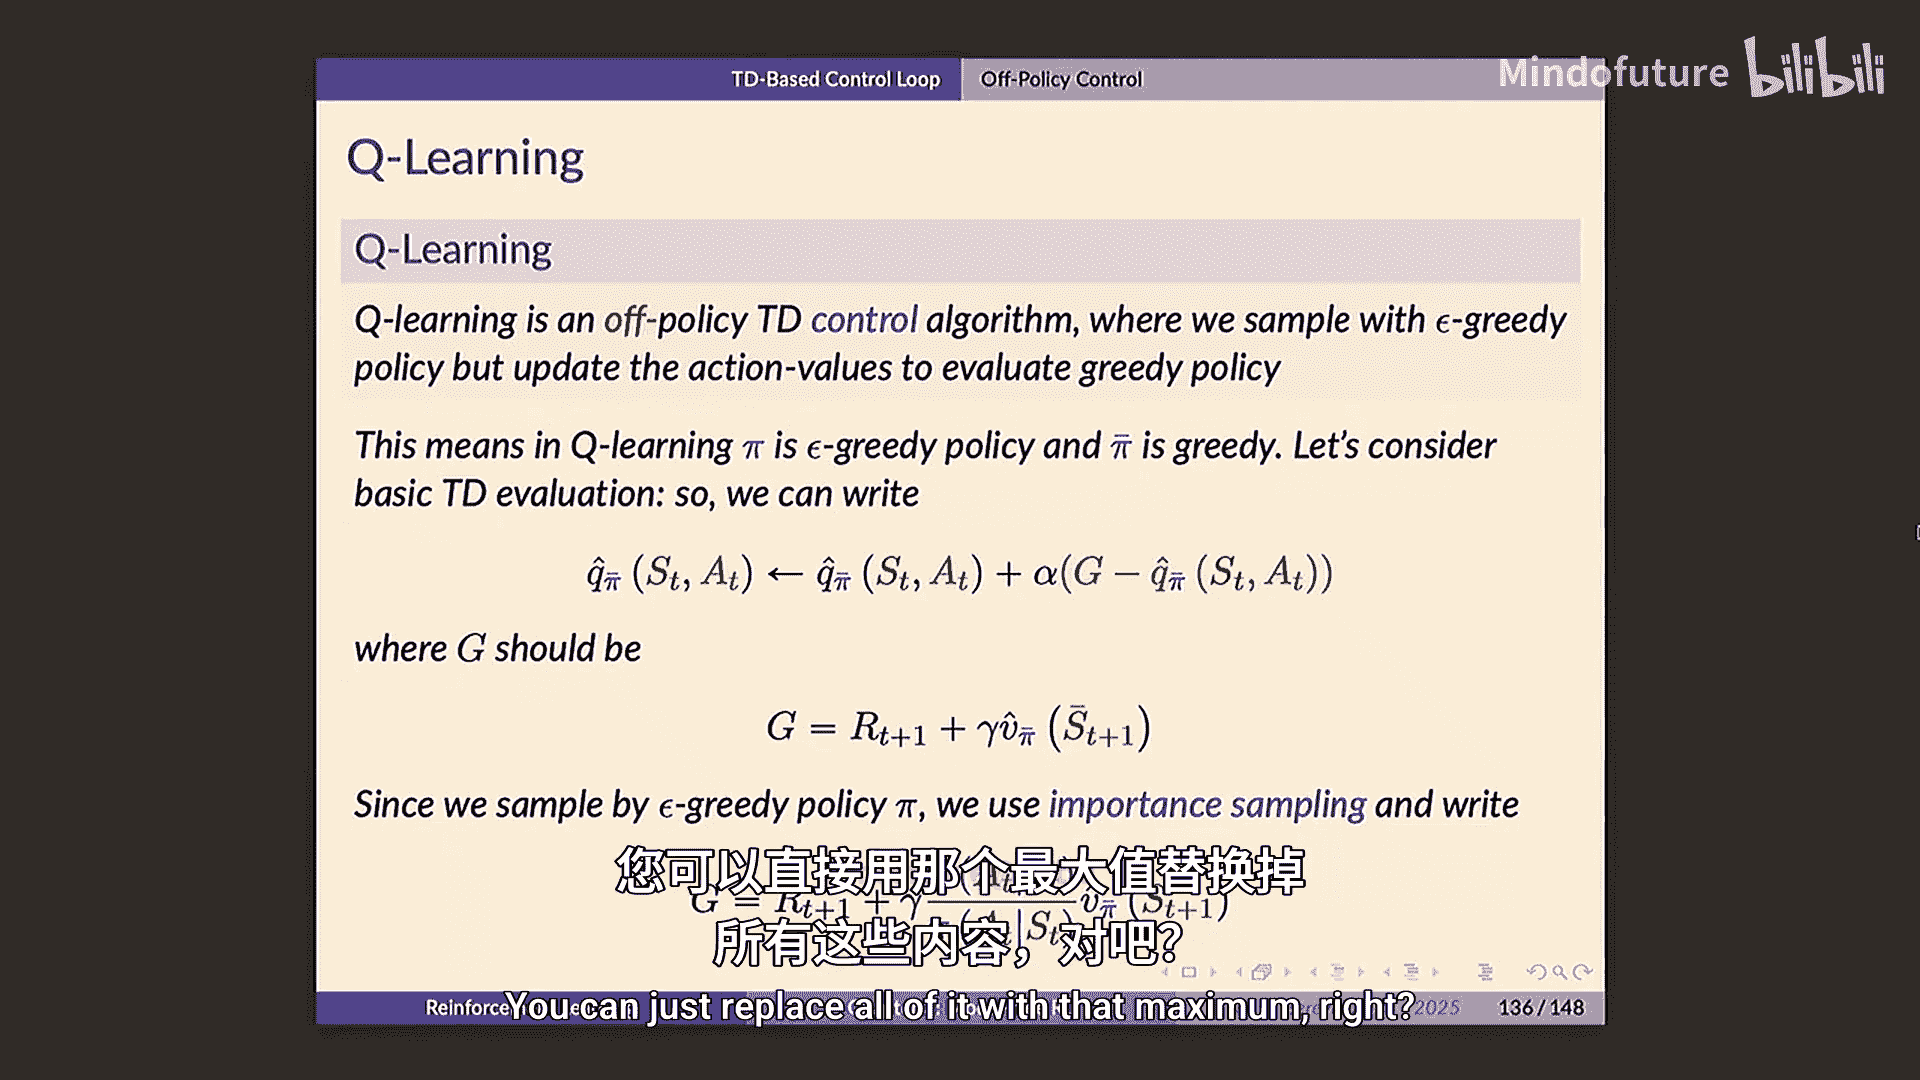 TD-Based Control Loop Off-Policy Control
Mindofuture bilibili
Q-Learning
Q-Learning
Q-learning is an off-policy TD control algorithm, where we sample with ϵ-greedy
policy but update the action-values to evaluate greedy policy
This means in Q-learning π is ϵ-greedy policy and π̄ is greedy. Let's consider
basic TD evaluation: so, we can write
q̂_π̄ (S_t, A_t) ← q̂_π̄ (S_t, A_t) + α(G − q̂_π̄ (S_t, A_t))
where G should be
G = R_{t+1} + γv̂_π̄ (S̄_{t+1})
Since we sample by ϵ-greedy policy π, we use importance sampling and write
G = R_{t+1} + γ v̂_π̄ (S_{t+1})
您可以直接用那个最大值替换掉
所有这些内容，对吧？
You can just replace all of it with that maximum, right?
2025 136 / 148